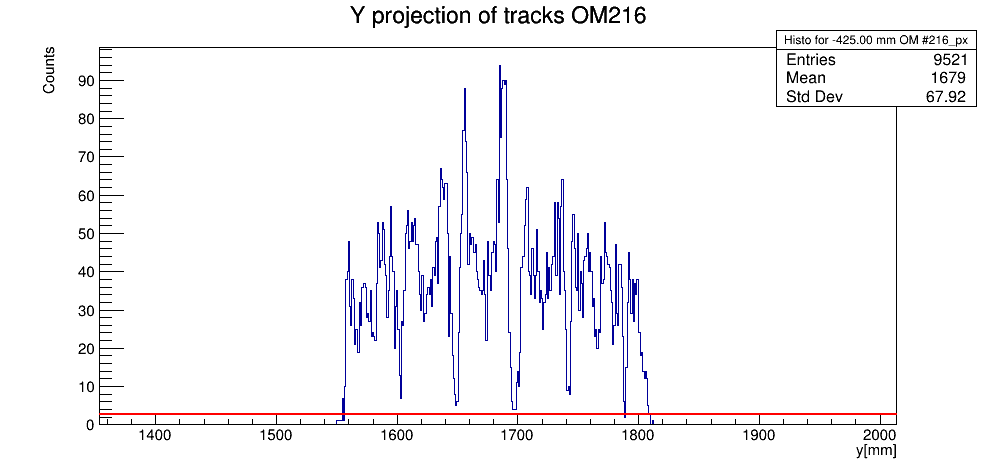 Y projection of tracks OM216
Histo for -425.00 mm OM #216_px
Entries 9521
Mean 1679
Std Dev 67.92
Counts
90
80
70
60
50
40
30
20
10
0
1400 1500 1600 1700 1800 1900 2000
y[mm]